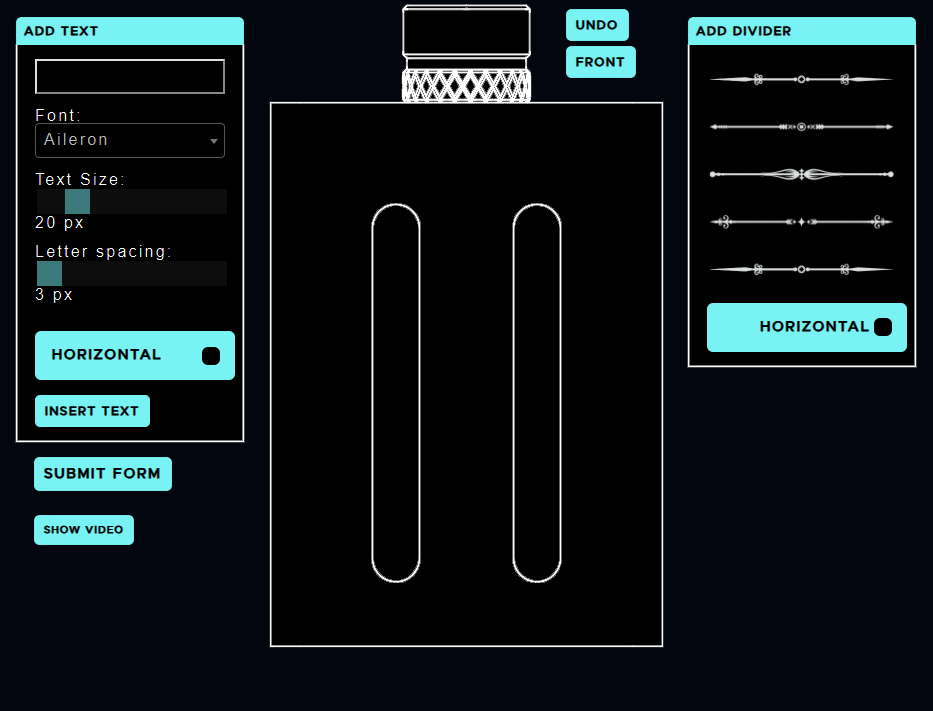 ADD TEXT
Font:
Aileron
Text Size:
20 px
Letter spacing:
3 px
HORIZONTAL
INSERT TEXT
SUBMIT FORM
SHOW VIDEO
UNDO
FRONT
ADD DIVIDER
HORIZONTAL